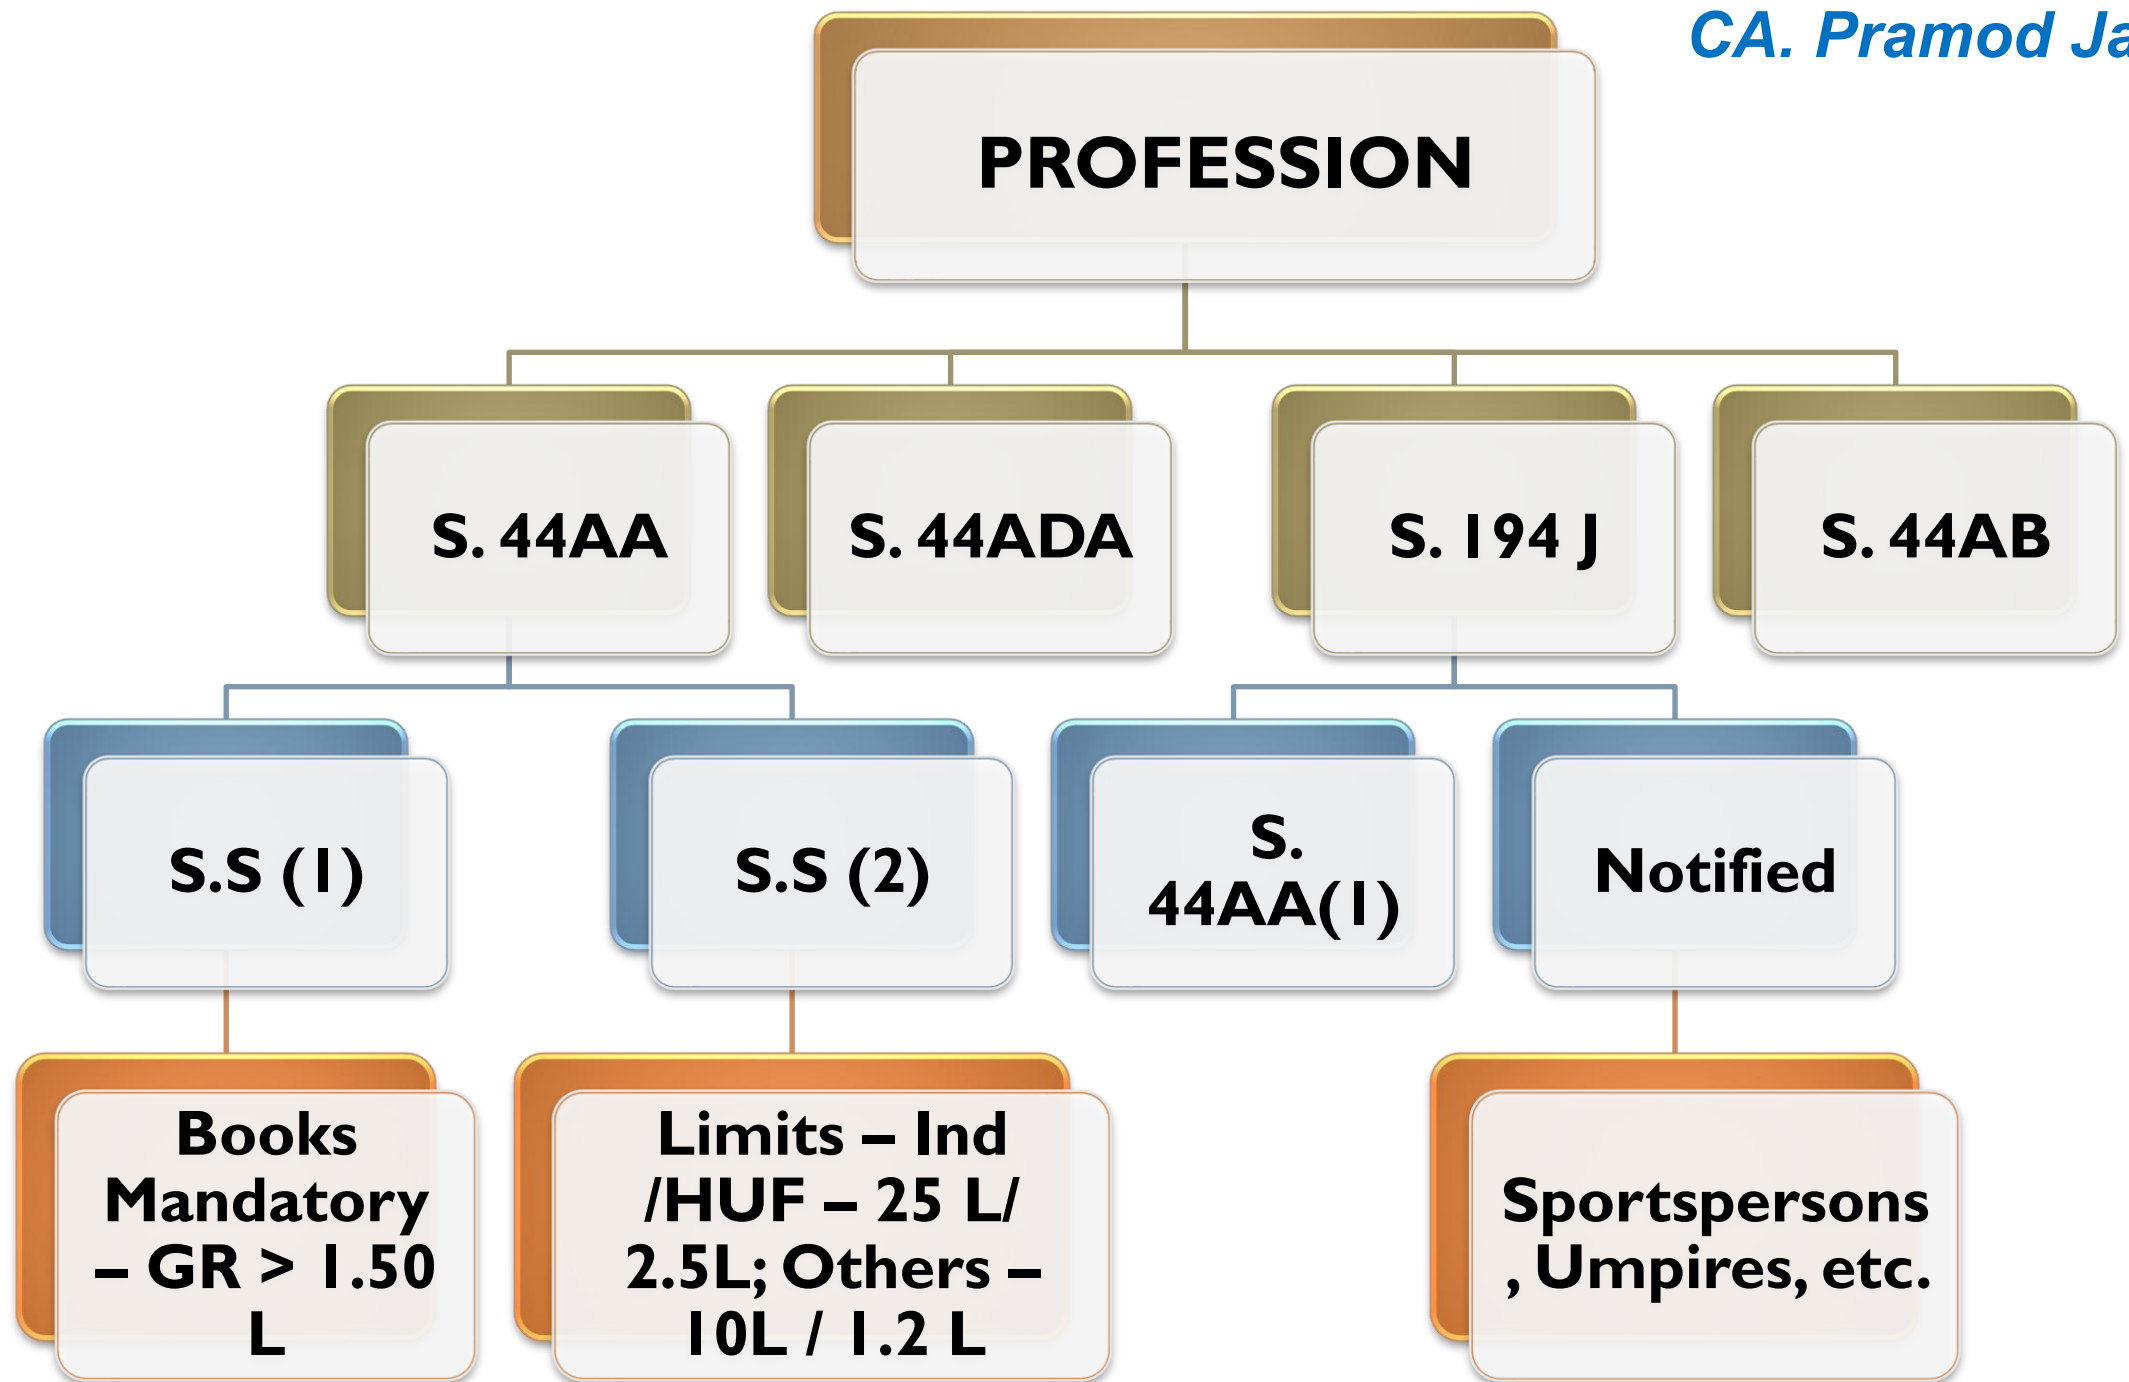 CA. Pramod Ja
PROFESSION
S. 44AA
S. 44ADA
S. 194 J
S. 44AB
S.S (1)
S.S (2)
S.
44AA(1)
Notified
Books
Mandatory
– GR > 1.50
L
Limits – Ind
/HUF – 25 L/
2.5L; Others –
10L / 1.2 L
Sportspersons
, Umpires, etc.